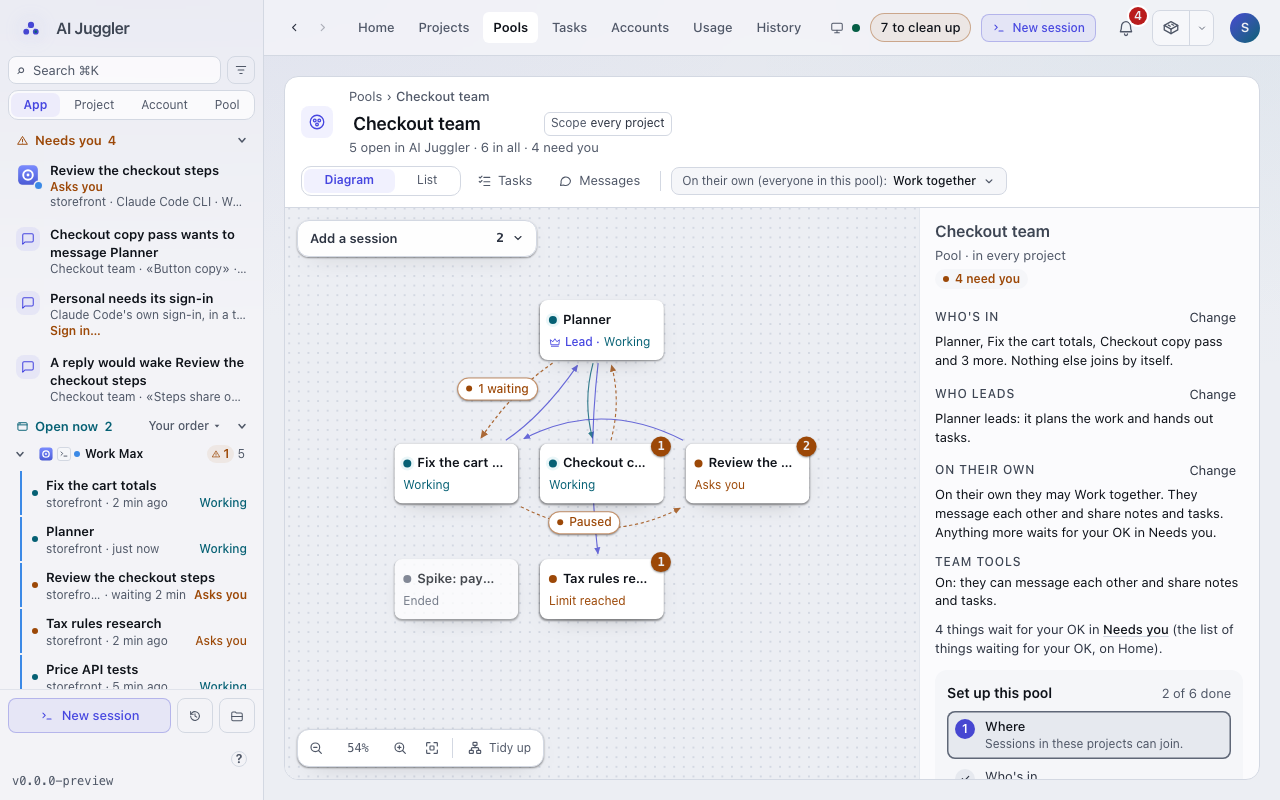 AI Juggler
Search ⌘K
App Project Account Pool
Needs you 4
Review the checkout steps
Asks you
storefront · Claude Code CLI · W...
Checkout copy pass wants to
message Planner
Checkout team · «Button copy» ·...
Personal needs its sign-in
Claude Code's own sign-in, in a t...
Sign in...
A reply would wake Review the
checkout steps
Checkout team · «Steps share o...
Open now 2 Your order
Work Max 1 5
Fix the cart totals
storefront · 2 min ago Working
Planner
storefront · just now Working
Review the checkout steps
storefro... · waiting 2 min Asks you
Tax rules research
storefront · 2 min ago Asks you
Price API tests
storefront · 5 min ago Working
New session
?
v0.0.0-preview
Home Projects Pools Tasks Accounts Usage History
7 to clean up
New session
4
S
Pools › Checkout team
Checkout team
Scope every project
5 open in AI Juggler · 6 in all · 4 need you
Diagram List Tasks Messages
On their own (everyone in this pool): Work together
Add a session 2
Planner
Lead · Working
1 waiting
Fix the cart ...
Working
1
Checkout c...
Working
2
Review the ...
Asks you
Paused
Spike: pay...
Ended
1
Tax rules re...
Limit reached
54%
Tidy up
Checkout team
Pool · in every project
4 need you
WHO'S IN Change
Planner, Fix the cart totals, Checkout copy pass
and 3 more. Nothing else joins by itself.
WHO LEADS Change
Planner leads: it plans the work and hands out
tasks.
ON THEIR OWN Change
On their own they may Work together. They
message each other and share notes and tasks.
Anything more waits for your OK in Needs you.
TEAM TOOLS
On: they can message each other and share notes
and tasks.
4 things wait for your OK in Needs you (the list of
things waiting for your OK, on Home).
Set up this pool 2 of 6 done
1 Where
Sessions in these projects can join.
Who's in